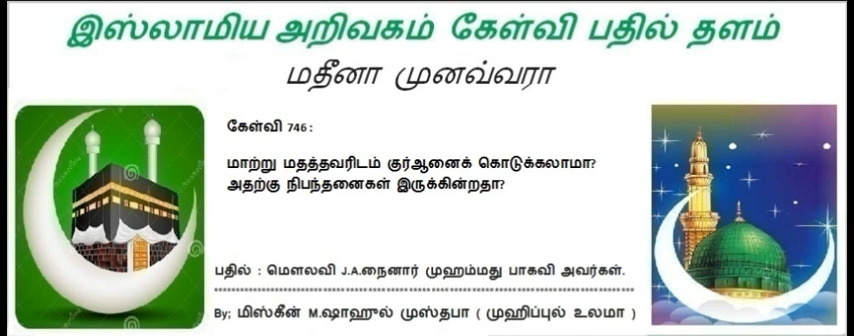 இஸ்லாமிய அறிவகம் கேள்வி பதில் தளம்
மதீனா முனவ்வரா
கேள்வி 746 :
மாற்று மதத்தவரிடம் குர்ஆனைக் கொடுக்கலாமா?
அதற்கு நிபந்தனைகள் இருக்கின்றதா?
பதில் : மௌலவி J.A.நைனார் முஹம்மது பாகவி அவர்கள்.
By; மிஸ்கீன் M.ஷாஹுல் முஸ்தபா ( முஹிப்புல் உலமா )